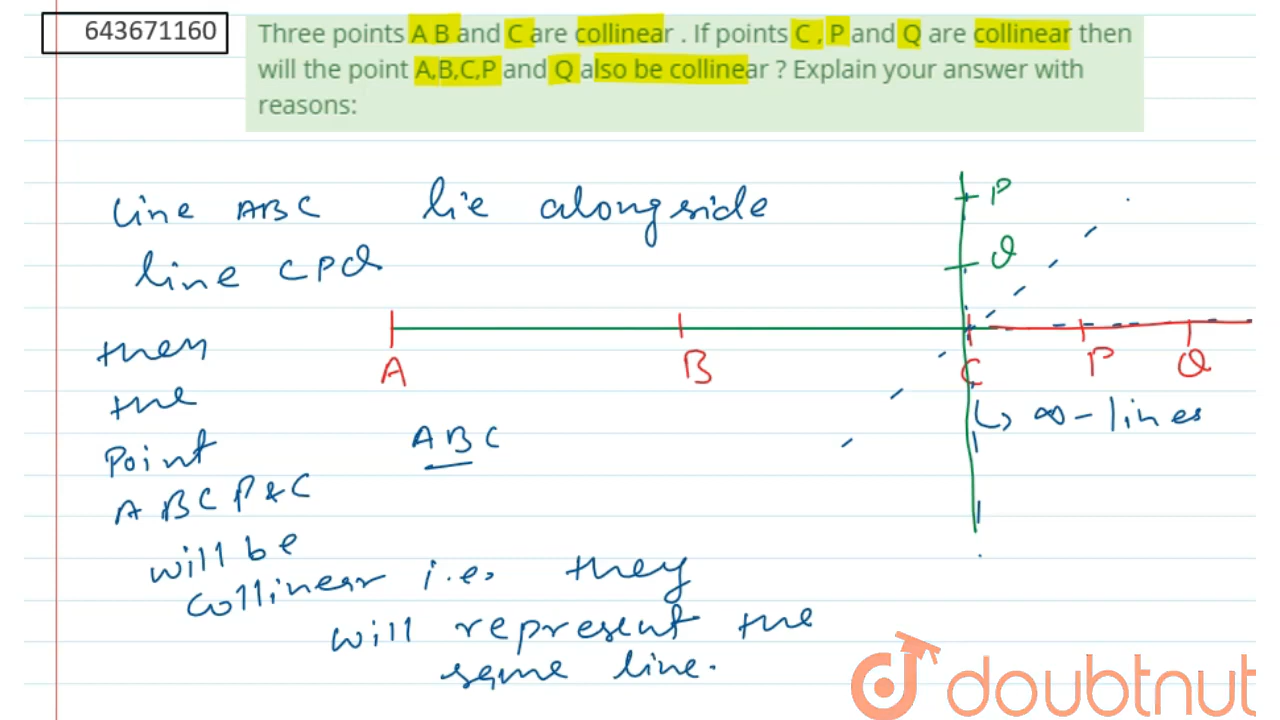 643671160
Three points A B and C are collinear . If points C , P and Q are collinear then
will the point A,B,C,P and Q also be collinear ? Explain your answer with
reasons:
Line ABC lie alongside
line CPQ
then
the
Point
A B C P & C
will be
collinear i.e. they
will represent the
same line.
P
Q
A B C P Q
↳ ∞ - lines
A B C
doubtnut